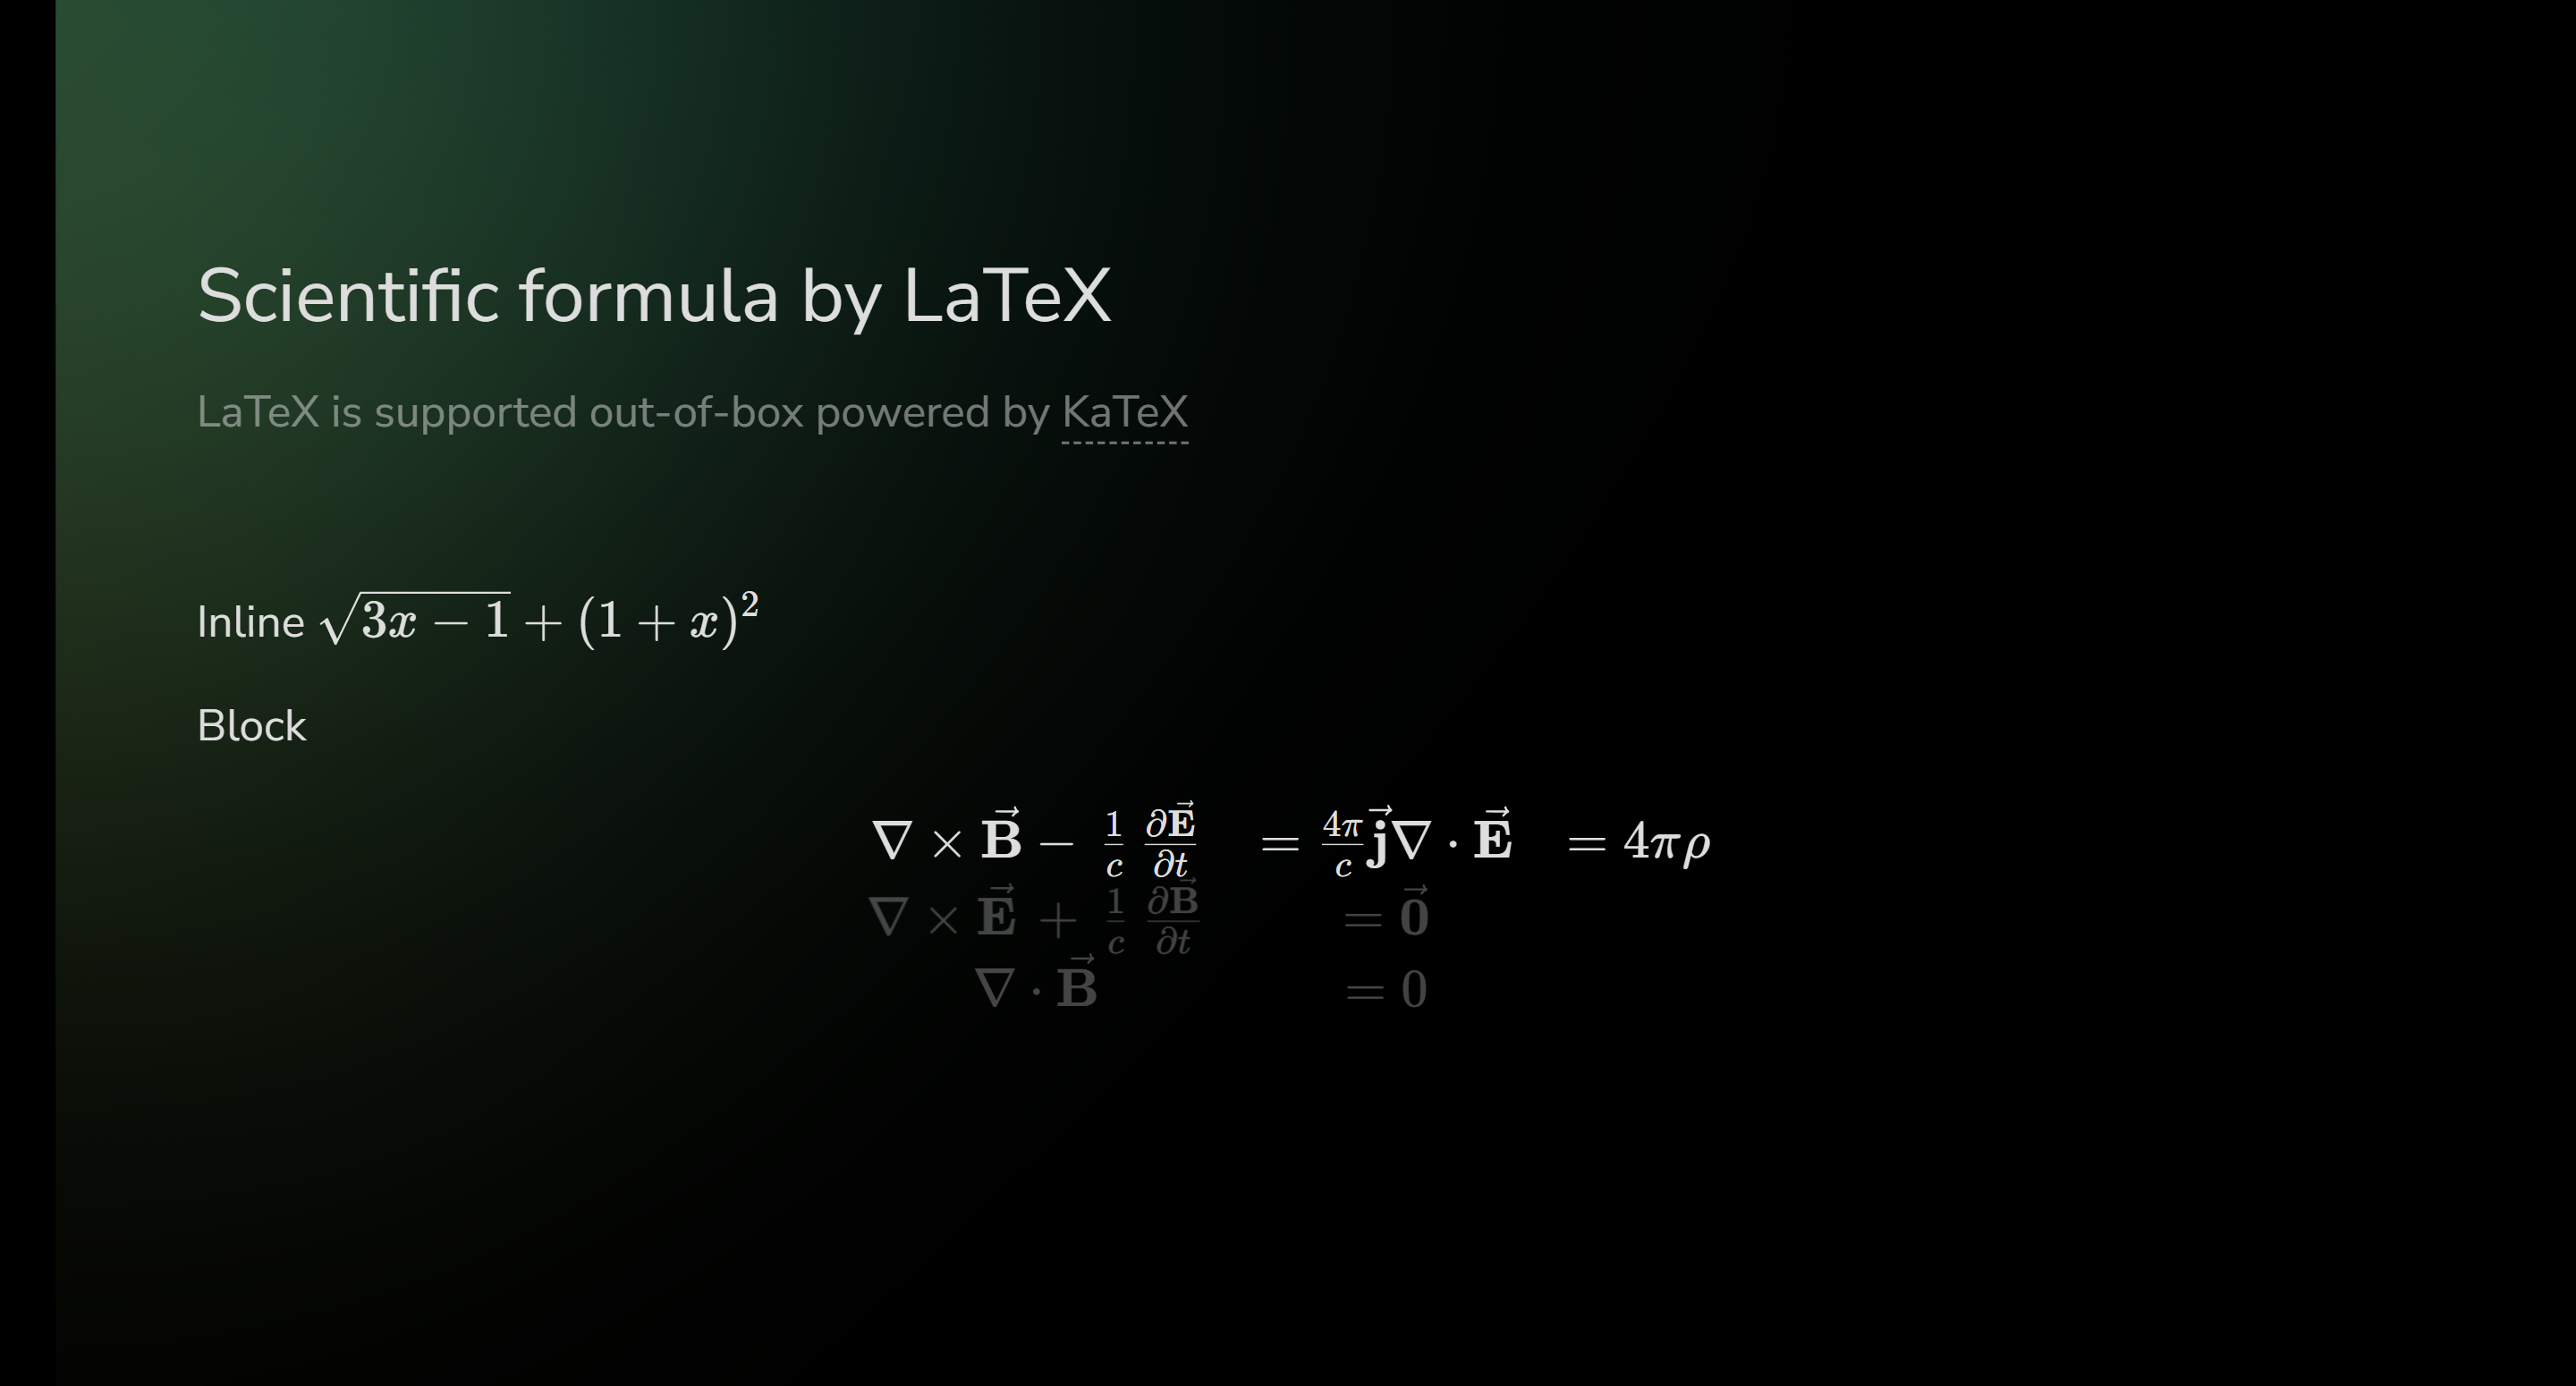 Scientific formula by LaTeX
LaTeX is supported out-of-box powered by KaTeX
Inline $\sqrt{3x-1}+(1+x)^2$
Block
$\nabla \times \vec{\mathbf{B}} - \frac{1}{c} \frac{\partial\vec{\mathbf{E}}}{\partial t} = \frac{4\pi}{c}\vec{\mathbf{j}} \nabla \cdot \vec{\mathbf{E}} = 4 \pi \rho$
$\nabla \times \vec{\mathbf{E}} + \frac{1}{c} \frac{\partial\vec{\mathbf{B}}}{\partial t} = \vec{\mathbf{0}}$
$\nabla \cdot \vec{\mathbf{B}} = 0$